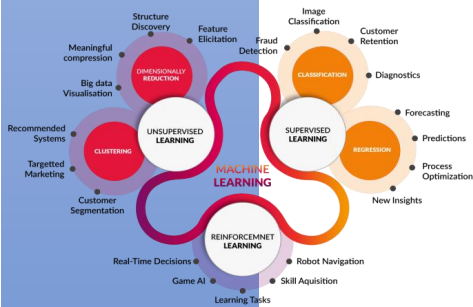 Structure
Discovery
Feature
Elicitation
Meaningful
compression
Big data
Visualisation
DIMENSIONALLY
REDUCTION
Image
Classification
Fraud
Detection
Customer
Retention
Diagnostics
CLASSIFICATION
UNSUPERVISED
LEARNING
SUPERVISED
LEARNING
Recommended
Systems
Targetted
Marketing
Customer
Segmentation
CLUSTERING
REGRESSION
Forecasting
Predictions
Process
Optimization
New Insights
MACHINE
LEARNING
REINFORCEMNET
LEARNING
Real-Time Decisions
Game AI
Learning Tasks
Robot Navigation
Skill Aquisition